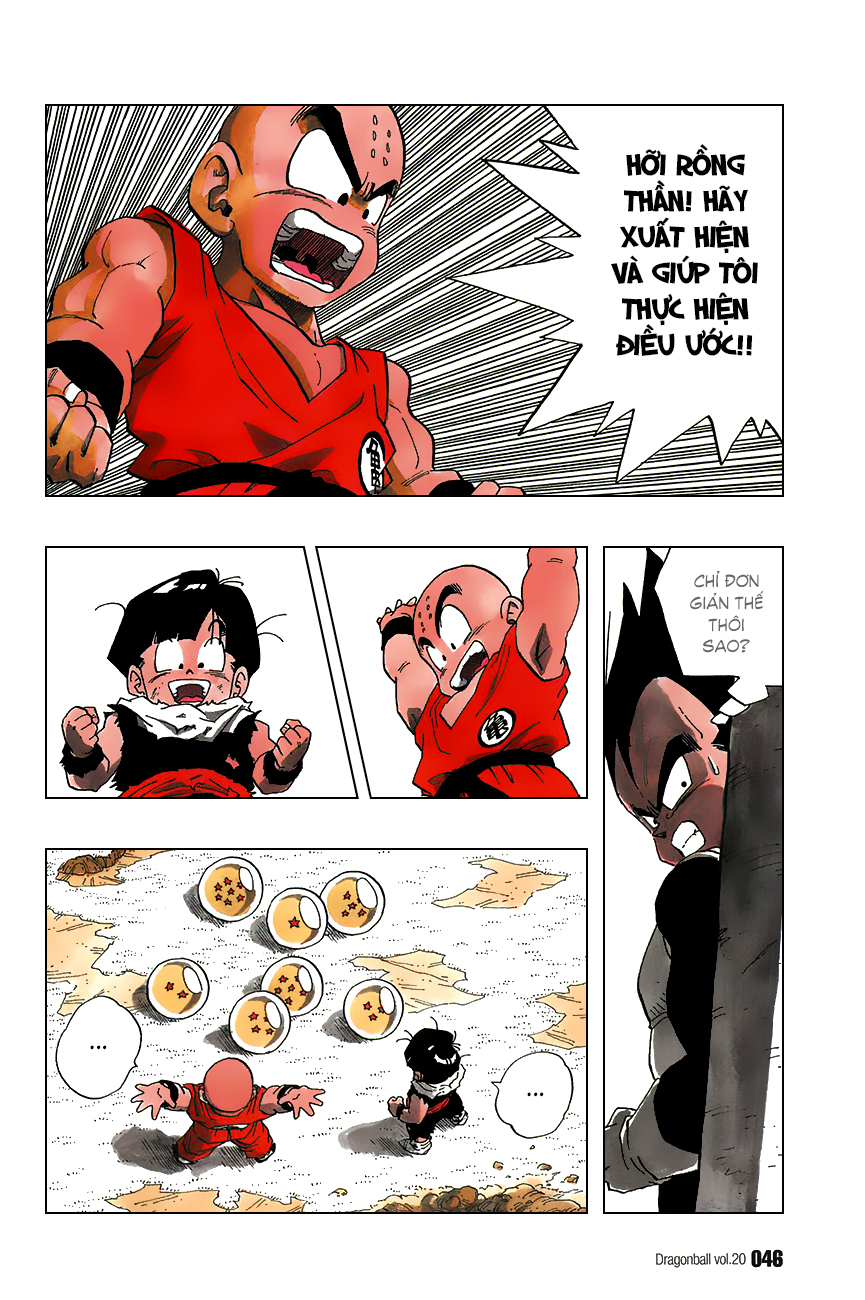 HỠI RỒNG
THẦN! HÃY
XUẤT HIỆN
VÀ GIÚP TÔI
THỰC HIỆN
ĐIỀU ƯỚC!!
CHỈ ĐƠN
GIẢN THẾ
THÔI
SAO?
...
...
Dragonball vol.20 046